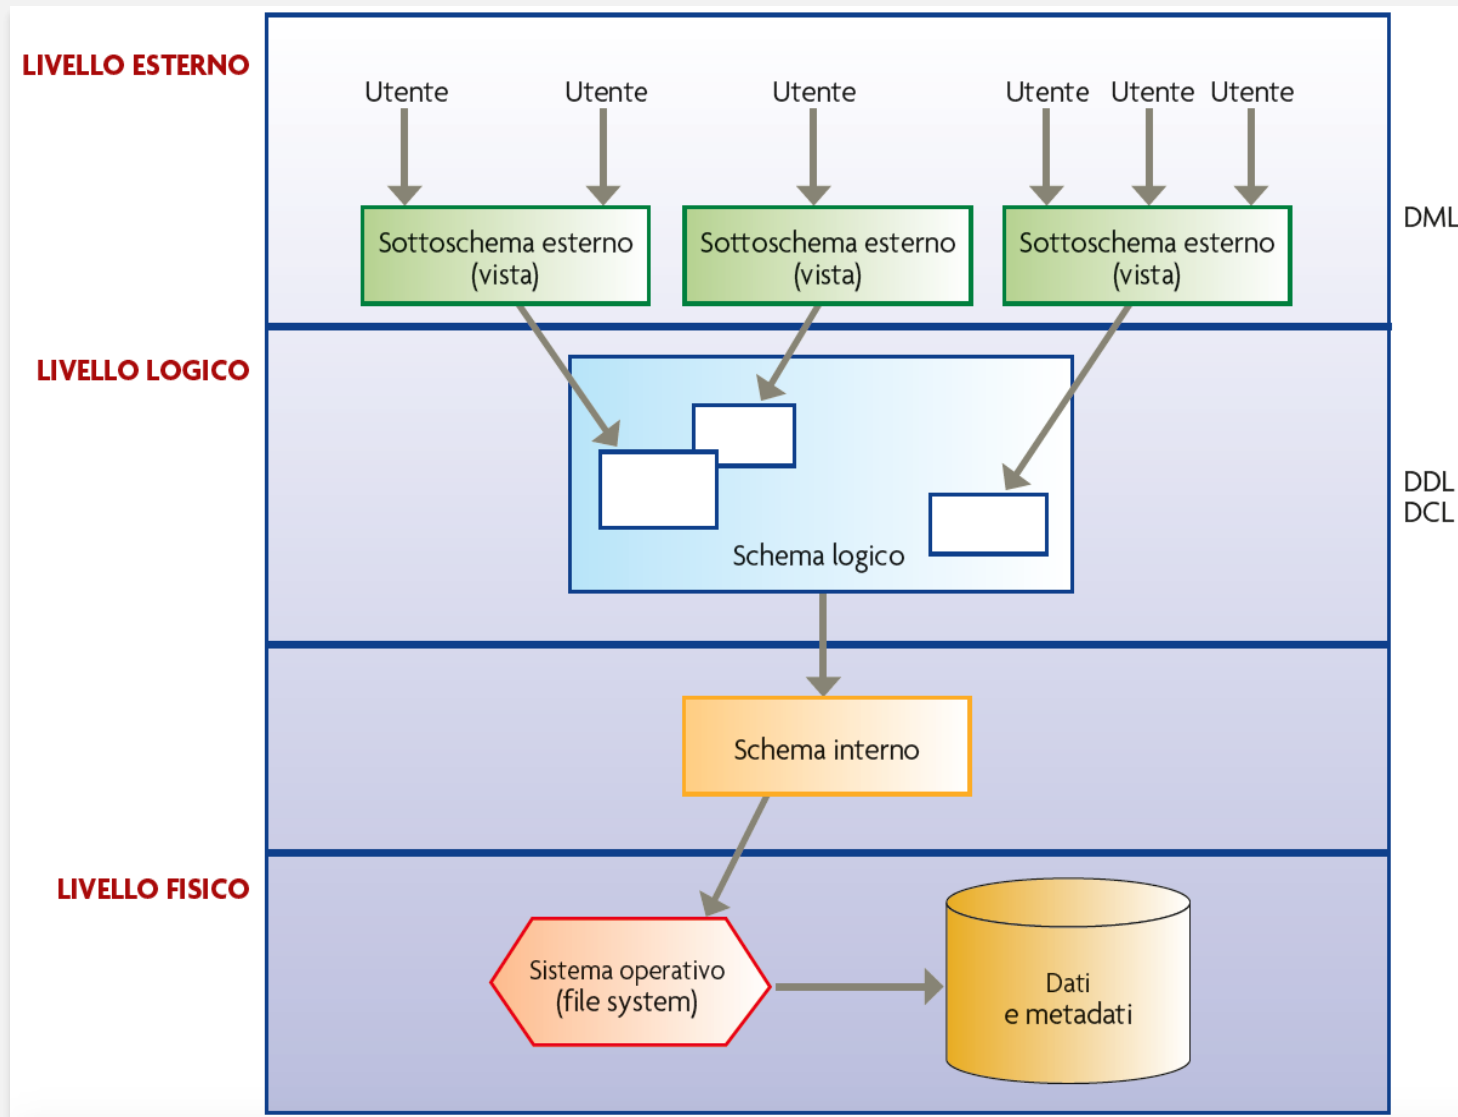 LIVELLO ESTERNO
Utente
Utente
Utente
Utente
Utente
Utente
Sottoschema esterno
(vista)
Sottoschema esterno
(vista)
Sottoschema esterno
(vista)
DML
LIVELLO LOGICO
Schema logico
DDL
DCL
Schema interno
LIVELLO FISICO
Sistema operativo
(file system)
Dati
e metadati